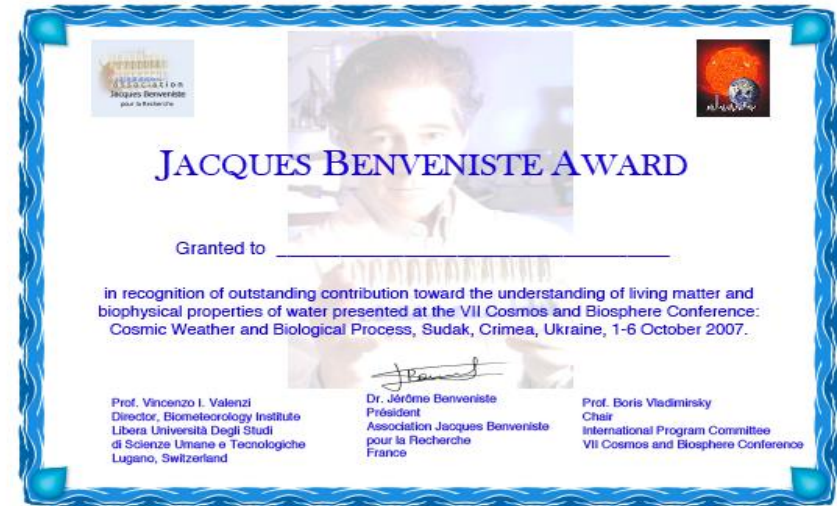 Association
Jacques Benveniste
pour la Recherche
JACQUES BENVENISTE AWARD
Granted to
in recognition of outstanding contribution toward the understanding of living matter and
biophysical properties of water presented at the VII Cosmos and Biosphere Conference:
Cosmic Weather and Biological Process, Sudak, Crimea, Ukraine, 1-6 October 2007.
Prof. Vincenzo I. Valenzi
Director, Biometeorology Institute
Libera Università Degli Studi
di Scienze Umane e Tecnologiche
Lugano, Switzerland
Dr. Jérôme Benveniste
Président
Association Jacques Benveniste
pour la Recherche
France
Prof. Boris Vladimirsky
Chair
International Program Committee
VII Cosmos and Biosphere Conference